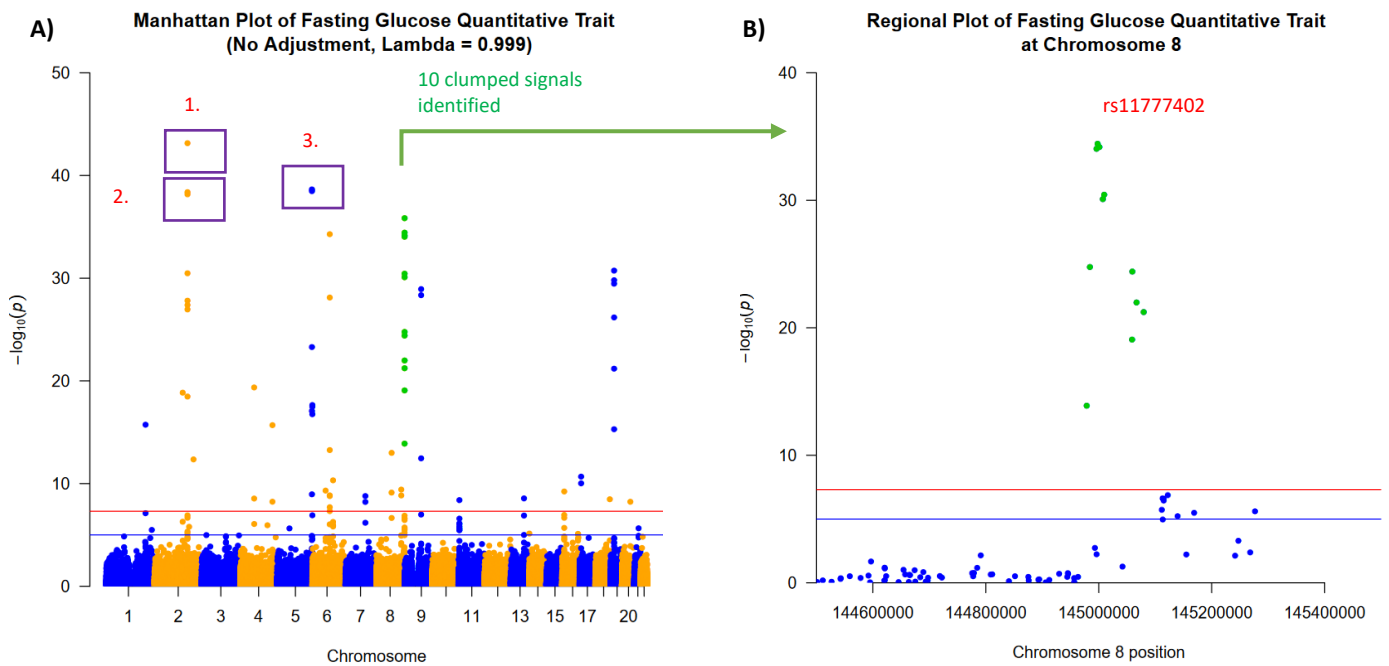 A)
Manhattan Plot of Fasting Glucose Quantitative Trait
(No Adjustment, Lambda = 0.999)
10 clumped signals
identified
1.
2.
3.
50
40
30
20
10
0
−log₁₀(p)
1 2 3 4 5 6 7 8 9 11 13 15 17 20
Chromosome
B)
Regional Plot of Fasting Glucose Quantitative Trait
at Chromosome 8
rs11777402
40
30
20
10
0
−log₁₀(p)
144600000 144800000 145000000 145200000 145400000
Chromosome 8 position